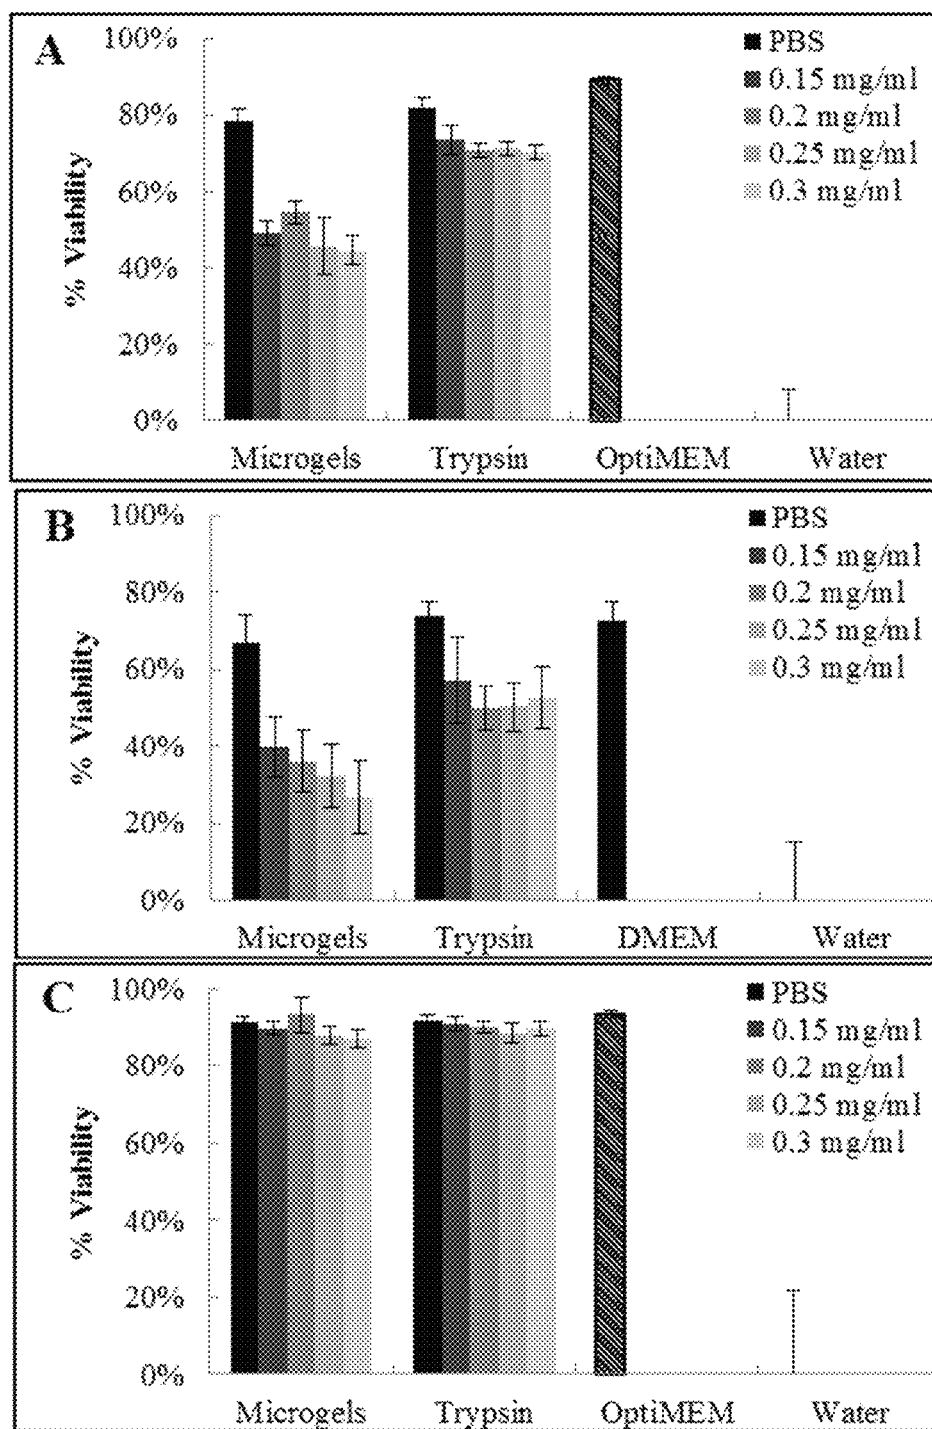 A
100%
80%
60%
40%
20%
0%
% Viability
PBS
0.15 mg/ml
0.2 mg/ml
0.25 mg/ml
0.3 mg/ml
Microgels Trypsin OptiMEM Water
B
100%
80%
60%
40%
20%
0%
% Viability
PBS
0.15 mg/ml
0.2 mg/ml
0.25 mg/ml
0.3 mg/ml
Microgels Trypsin DMEM Water
C
100%
80%
60%
40%
20%
0%
% Viability
PBS
0.15 mg/ml
0.2 mg/ml
0.25 mg/ml
0.3 mg/ml
Microgels Trypsin OptiMEM Water